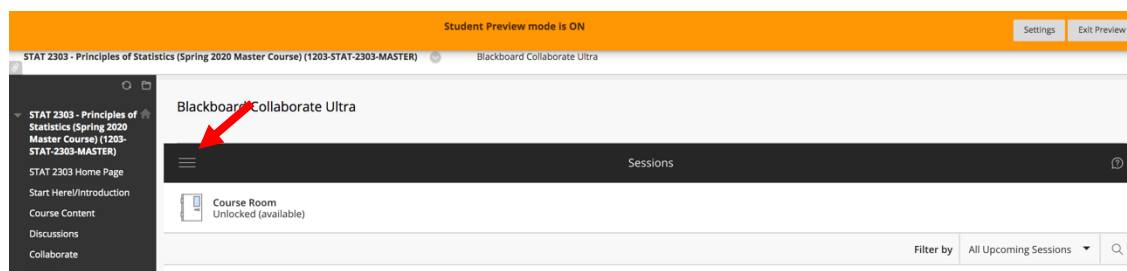 Student Preview mode is ON
Settings
Exit Preview
STAT 2303 - Principles of Statistics (Spring 2020 Master Course) (1203-STAT-2303-MASTER)
Blackboard Collaborate Ultra
STAT 2303 - Principles of
Statistics (Spring 2020
Master Course) (1203-
STAT-2303-MASTER)
STAT 2303 Home Page
Start Here!/Introduction
Course Content
Discussions
Collaborate
Blackboard Collaborate Ultra
Sessions
Course Room
Unlocked (available)
Filter by
All Upcoming Sessions